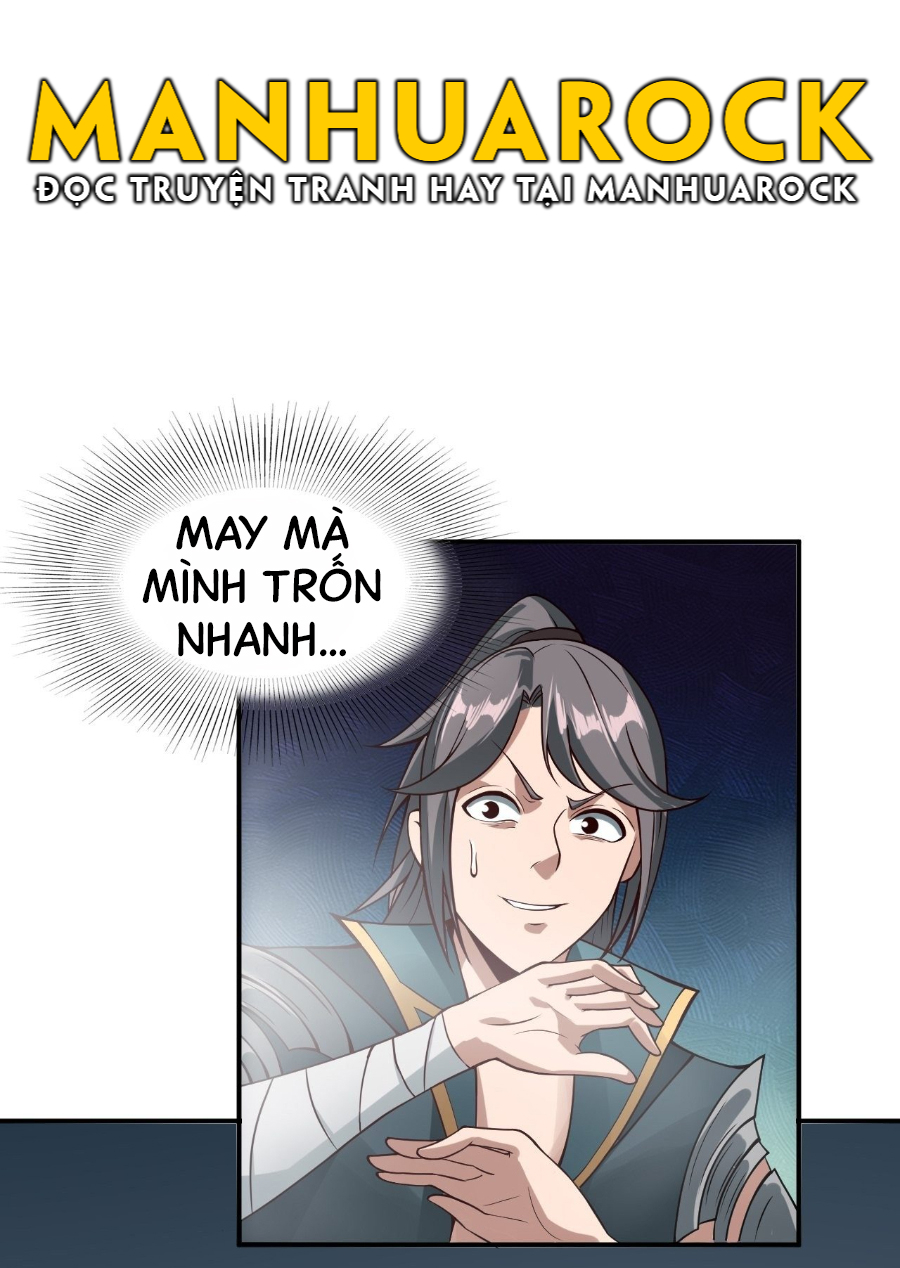 MANHUAROCK
ĐỌC TRUYỆN TRANH HAY TẠI MANHUAROCK
MAY MÀ
MÌNH TRỐN
NHANH...